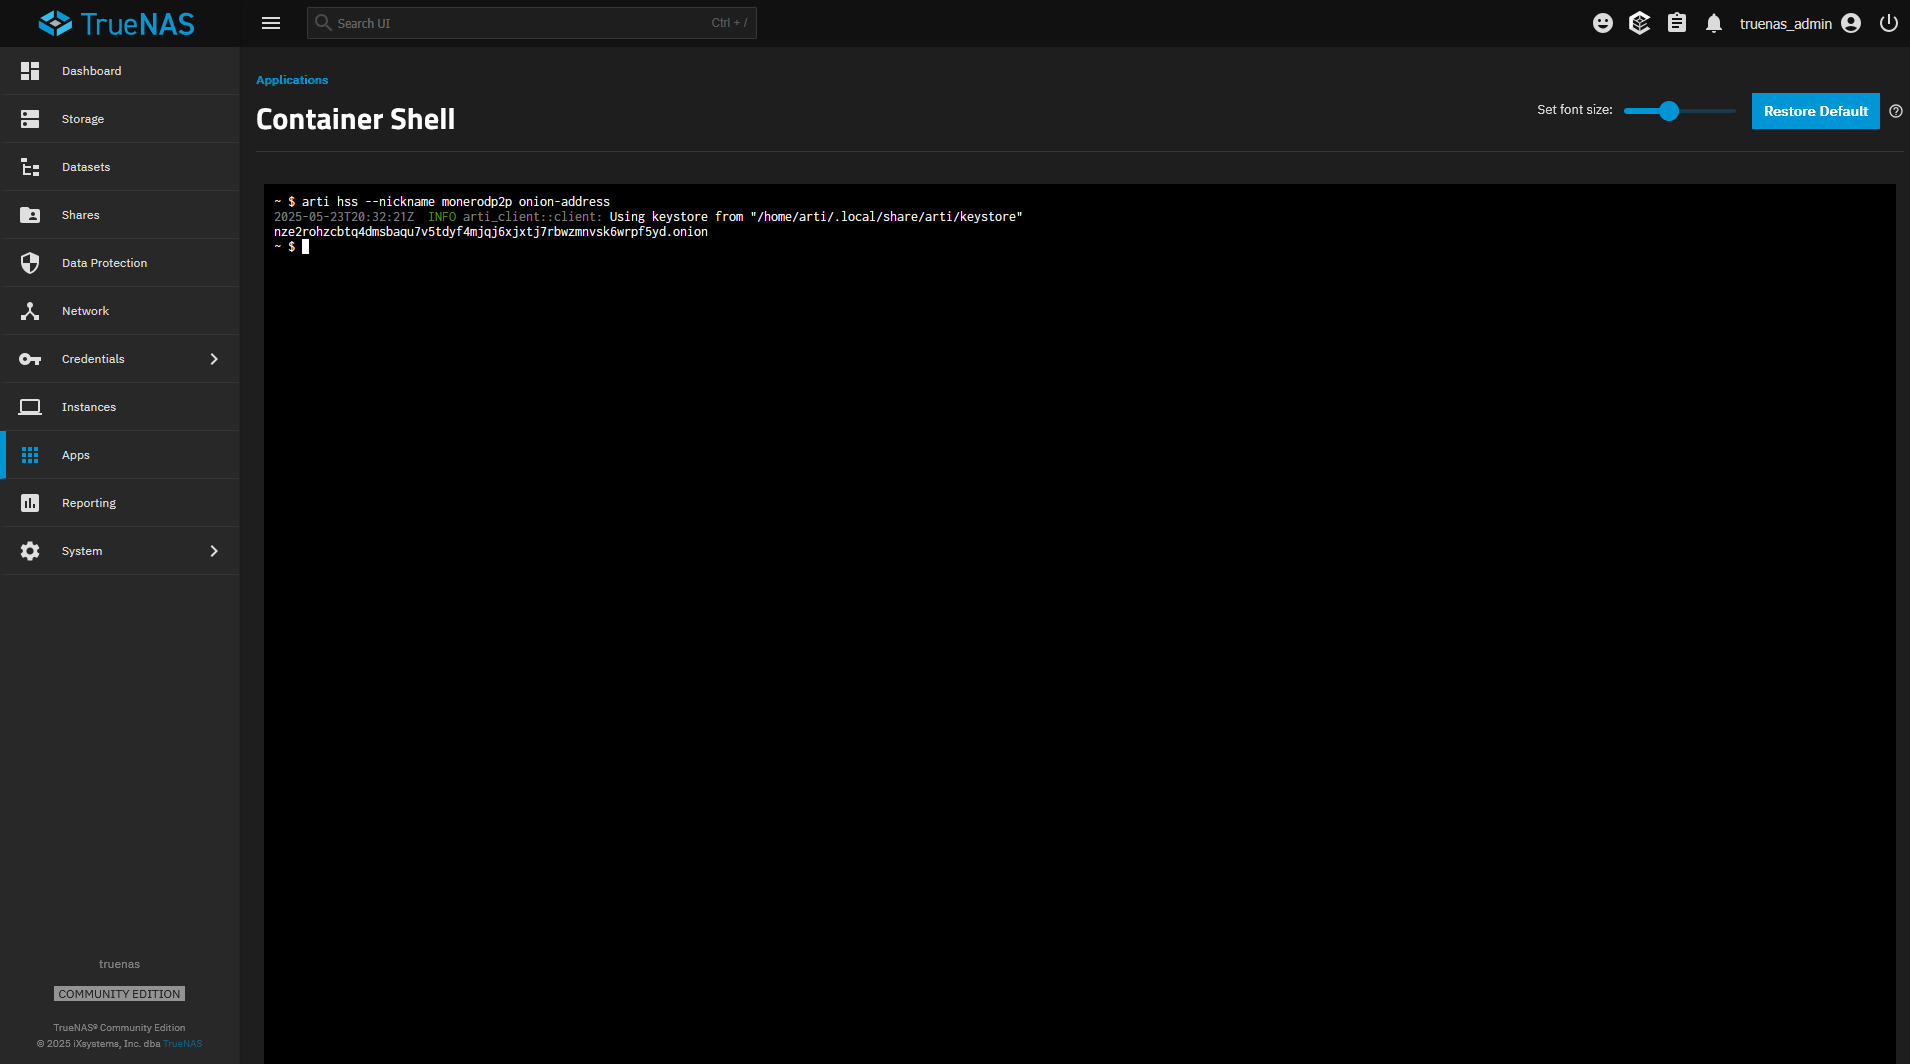 TrueNAS
Search UI
Ctrl + /
truenas_admin
Dashboard
Storage
Datasets
Shares
Data Protection
Network
Credentials
Instances
Apps
Reporting
System
truenas
COMMUNITY EDITION
TrueNAS® Community Edition
© 2025 iXsystems, Inc. dba TrueNAS
Applications
Container Shell
Set font size:
Restore Default
~ $ arti hss --nickname monerodp2p onion-address
2025-05-23T20:32:21Z  INFO arti_client::client: Using keystore from "/home/arti/.local/share/arti/keystore"
nze2rohzcbtq4dmsbaqu7v5tdyf4mjqj6xjxtj7rbwzmnvsk6wrpf5yd.onion
~ $